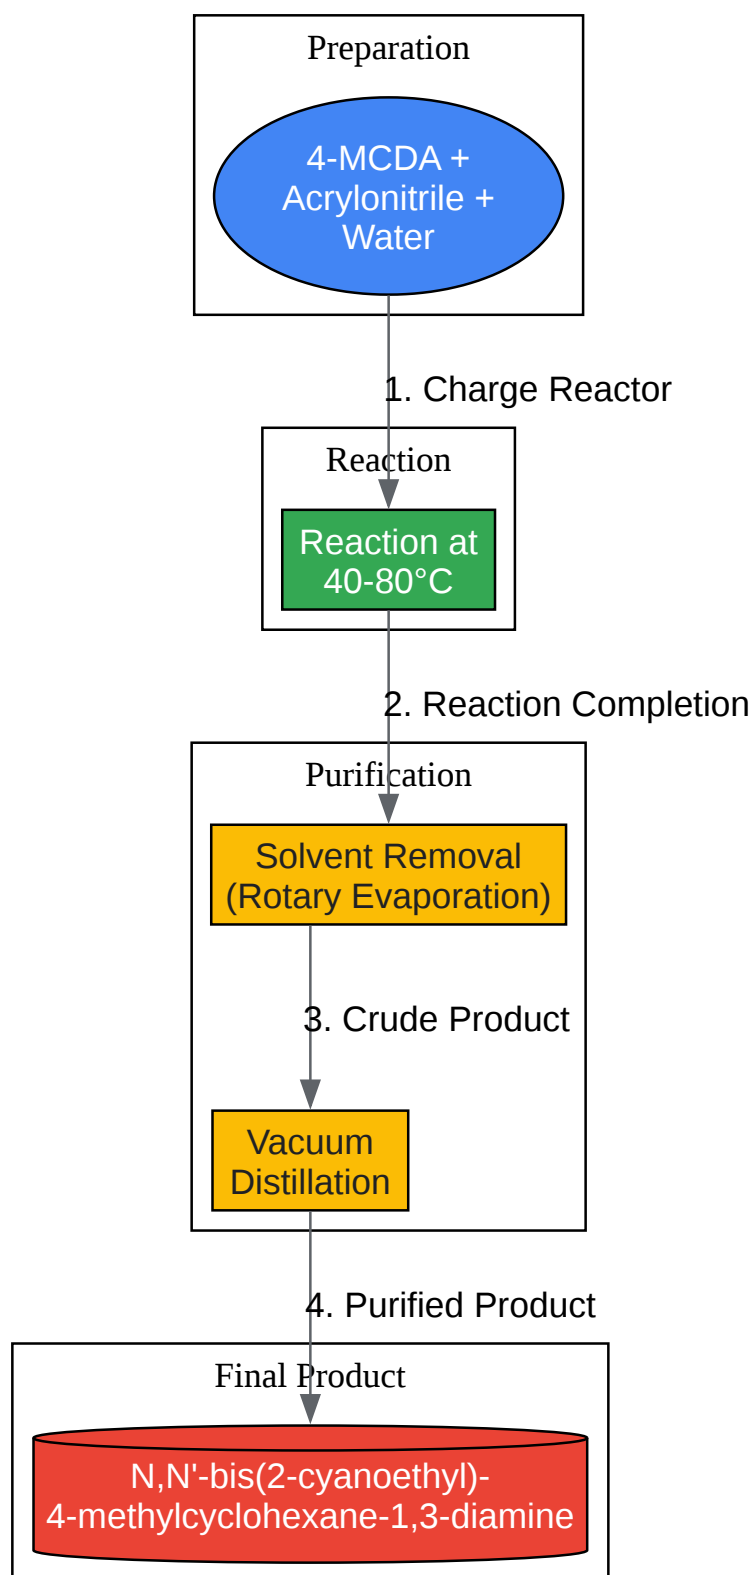 Preparation
4-MCDA +
Acrylonitrile +
Water
1. Charge Reactor
Reaction
Reaction at
40-80°C
2. Reaction Completion
Purification
Solvent Removal
(Rotary Evaporation)
3. Crude Product
Vacuum
Distillation
4. Purified Product
Final Product
N,N'-bis(2-cyanoethyl)-
4-methylcyclohexane-1,3-diamine